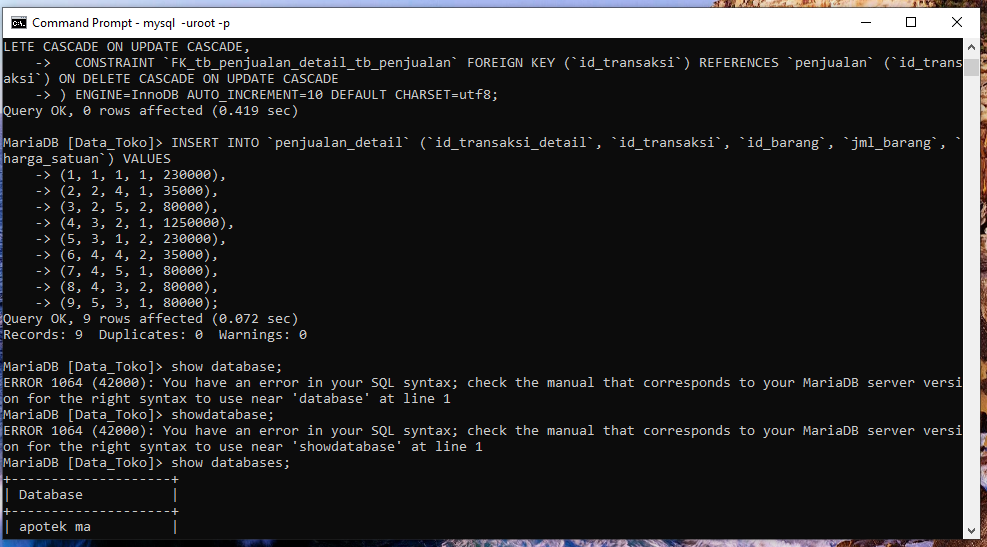 Command Prompt - mysql -uroot -p
LETE CASCADE ON UPDATE CASCADE,
    ->   CONSTRAINT `FK_tb_penjualan_detail_tb_penjualan` FOREIGN KEY (`id_transaksi`) REFERENCES `penjualan` (`id_trans
aksi`) ON DELETE CASCADE ON UPDATE CASCADE
    -> ) ENGINE=InnoDB AUTO_INCREMENT=10 DEFAULT CHARSET=utf8;
Query OK, 0 rows affected (0.419 sec)
MariaDB [Data_Toko]> INSERT INTO `penjualan_detail` (`id_transaksi_detail`, `id_transaksi`, `id_barang`, `jml_barang`, `
harga_satuan`) VALUES
    -> (1, 1, 1, 1, 230000),
    -> (2, 2, 4, 1, 35000),
    -> (3, 2, 5, 2, 80000),
    -> (4, 3, 2, 1, 1250000),
    -> (5, 3, 1, 2, 230000),
    -> (6, 4, 4, 2, 35000),
    -> (7, 4, 5, 1, 80000),
    -> (8, 4, 3, 2, 80000),
    -> (9, 5, 3, 1, 80000);
Query OK, 9 rows affected (0.072 sec)
Records: 9  Duplicates: 0  Warnings: 0
MariaDB [Data_Toko]> show database;
ERROR 1064 (42000): You have an error in your SQL syntax; check the manual that corresponds to your MariaDB server versi
on for the right syntax to use near 'database' at line 1
MariaDB [Data_Toko]> showdatabase;
ERROR 1064 (42000): You have an error in your SQL syntax; check the manual that corresponds to your MariaDB server versi
on for the right syntax to use near 'showdatabase' at line 1
MariaDB [Data_Toko]> show databases;
+--------------------+
| Database           |
+--------------------+
| apotek ma          |